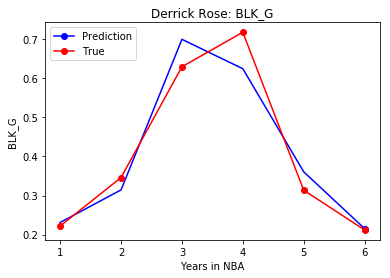 Derrick Rose: BLK_G
Prediction
True
BLK_G
0.7
0.6
0.5
0.4
0.3
0.2
1 2 3 4 5 6
Years in NBA